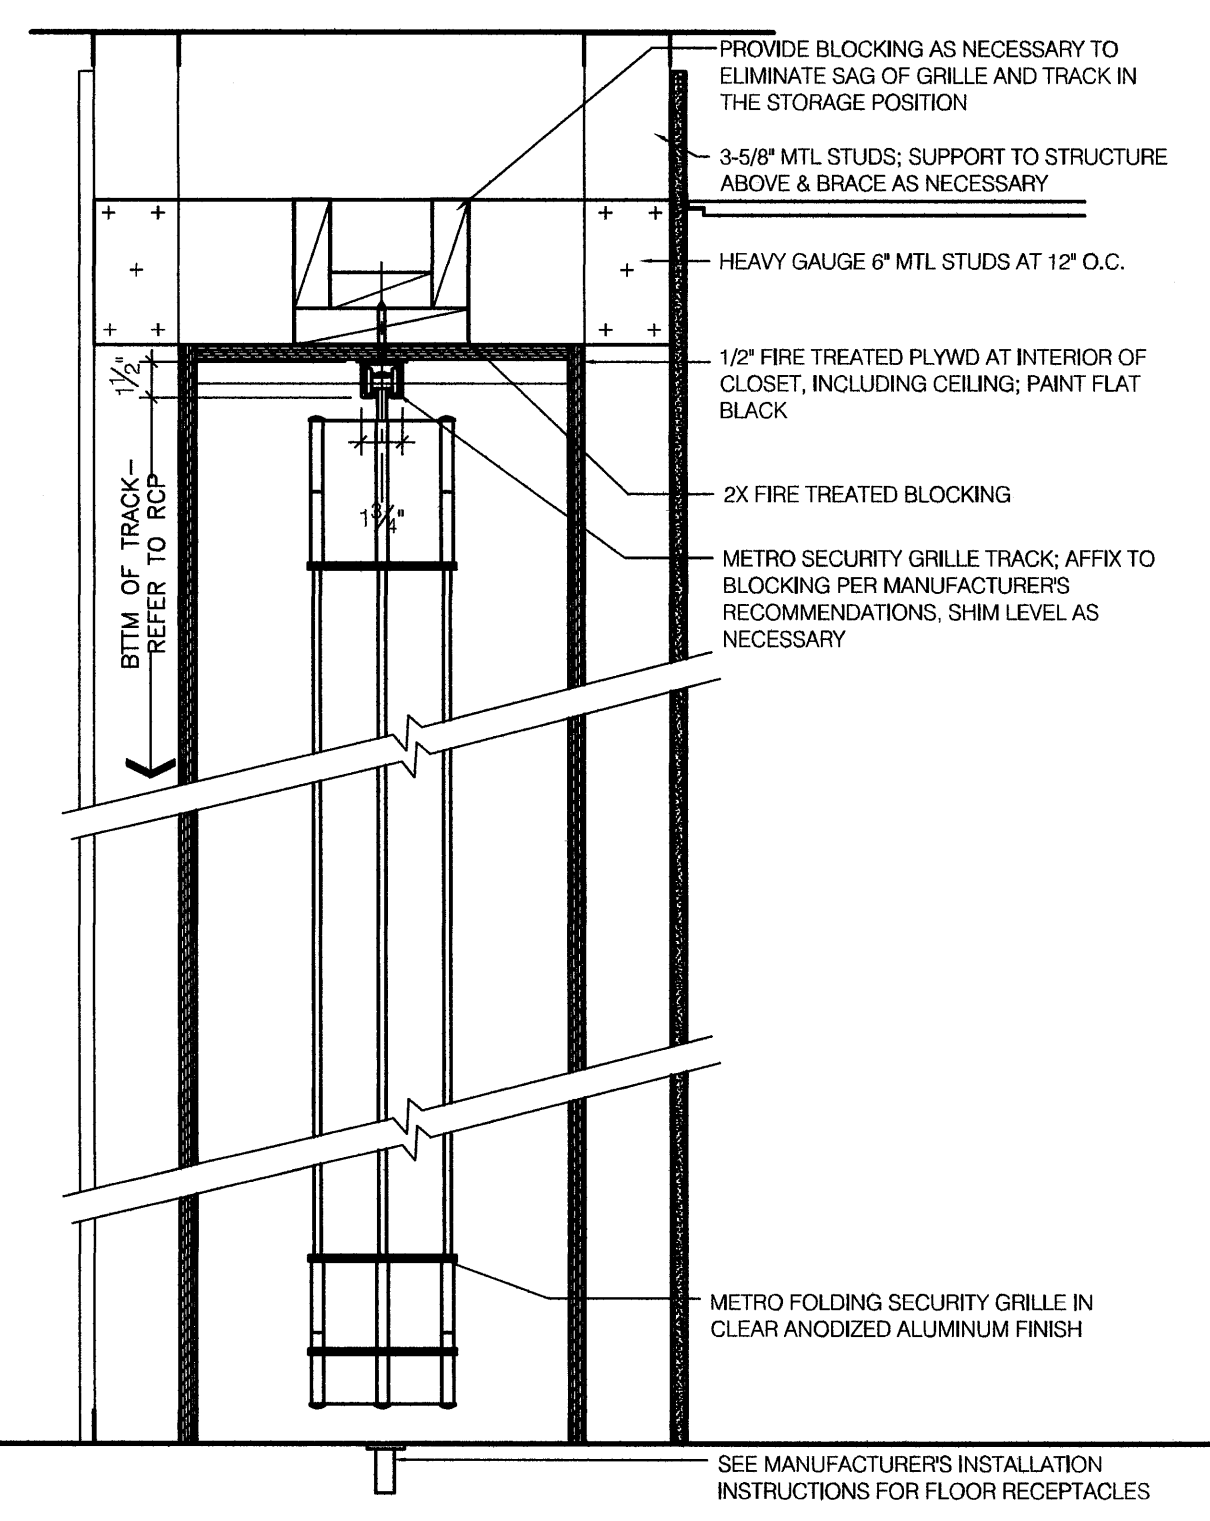 PROVIDE BLOCKING AS NECESSARY TO
ELIMINATE SAG OF GRILLE AND TRACK IN
THE STORAGE POSITION
3-5/8" MTL STUDS; SUPPORT TO STRUCTURE
ABOVE & BRACE AS NECESSARY
HEAVY GAUGE 6" MTL STUDS AT 12" O.C.
1/2" FIRE TREATED PLYWD AT INTERIOR OF
CLOSET, INCLUDING CEILING; PAINT FLAT
BLACK
1 1/2"
2X FIRE TREATED BLOCKING
1 3/4"
BTTM OF TRACK–
REFER TO RCP
METRO SECURITY GRILLE TRACK; AFFIX TO
BLOCKING PER MANUFACTURER'S
RECOMMENDATIONS, SHIM LEVEL AS
NECESSARY
METRO FOLDING SECURITY GRILLE IN
CLEAR ANODIZED ALUMINUM FINISH
SEE MANUFACTURER'S INSTALLATION
INSTRUCTIONS FOR FLOOR RECEPTACLES